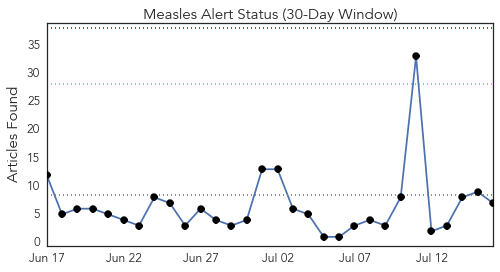 Measles Alert Status (30-Day Window)
Articles Found
35
30
25
20
15
10
5
0
Jun 17 Jun 22 Jun 27 Jul 02 Jul 07 Jul 12